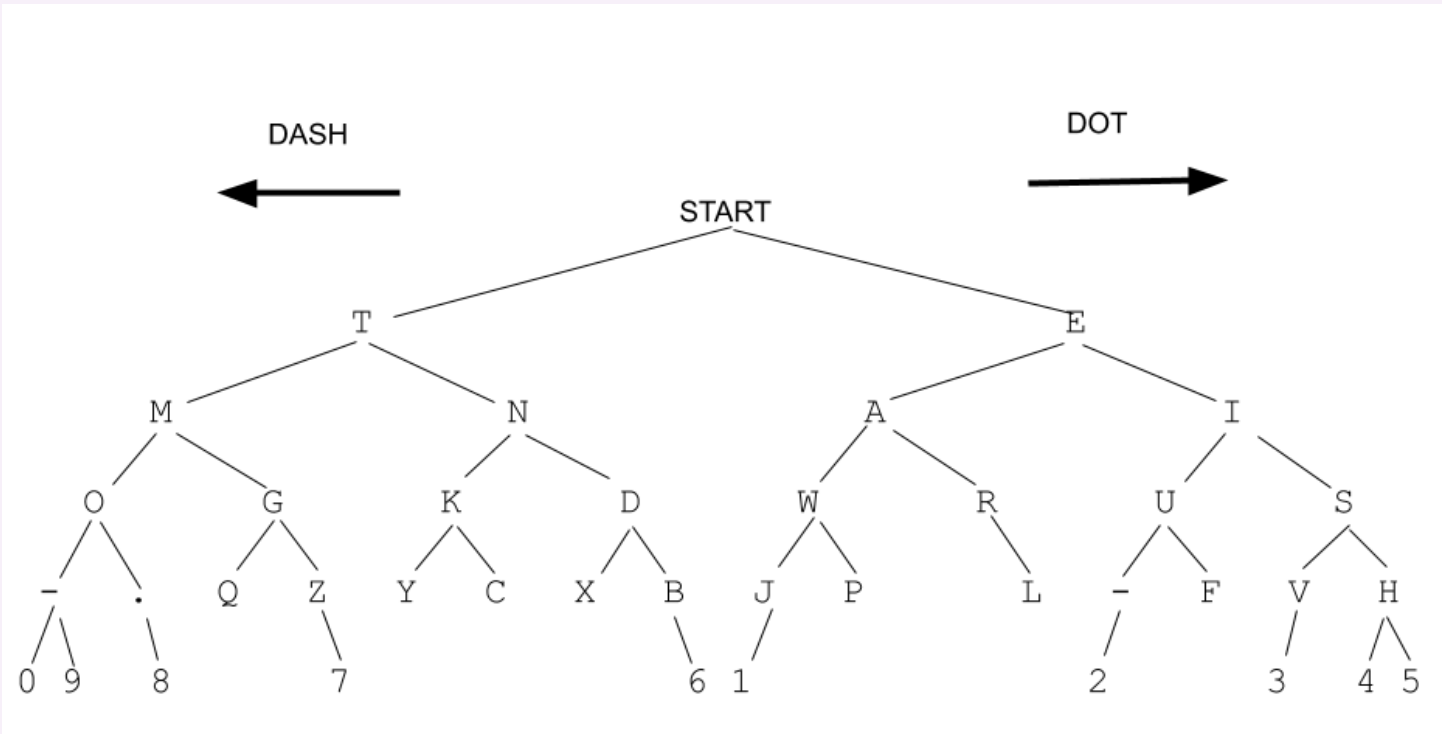 DASH DOT
START
T E
M N A I
O G K D W R U S
- . Q Z Y C X B J P L - F V H
0 9 8 7 6 1 2 3 4 5